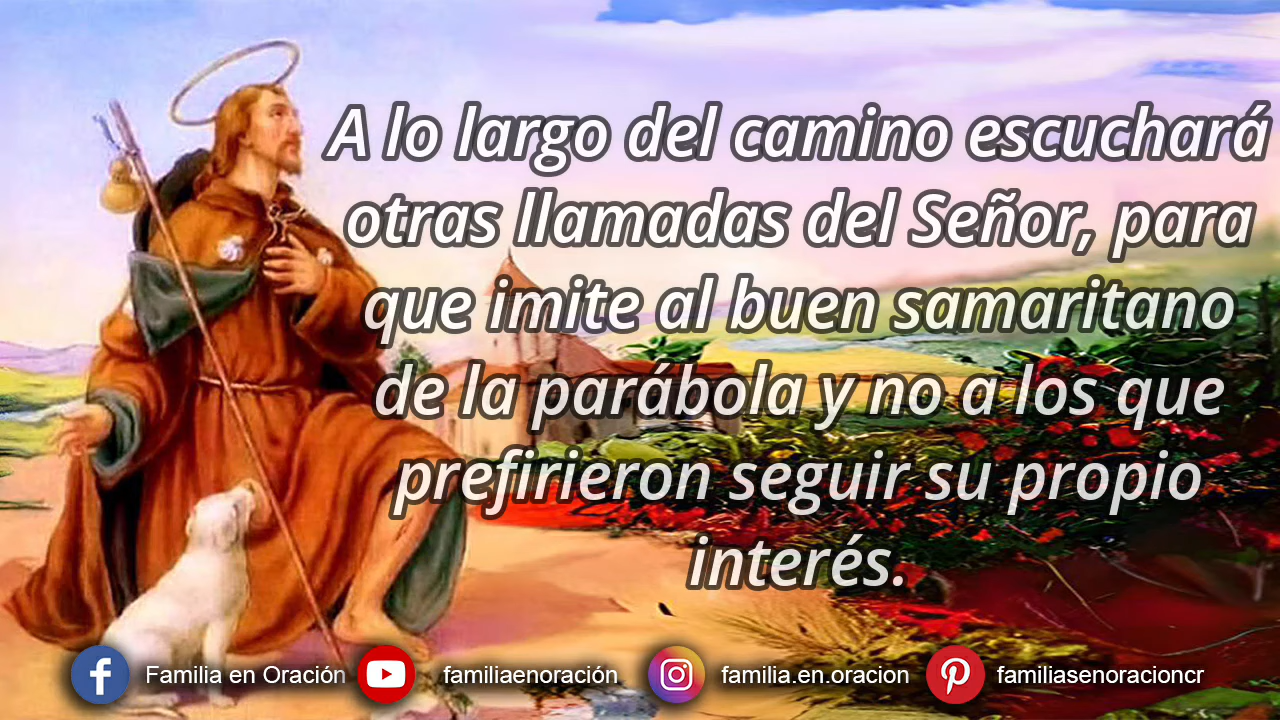 A lo largo del camino escuchará
otras llamadas del Señor, para
que imite al buen samaritano
de la parábola y no a los que
prefirieron seguir su propio
interés.
Familia en Oración familiaenoración familia.en.oracion familiasenoracioncr